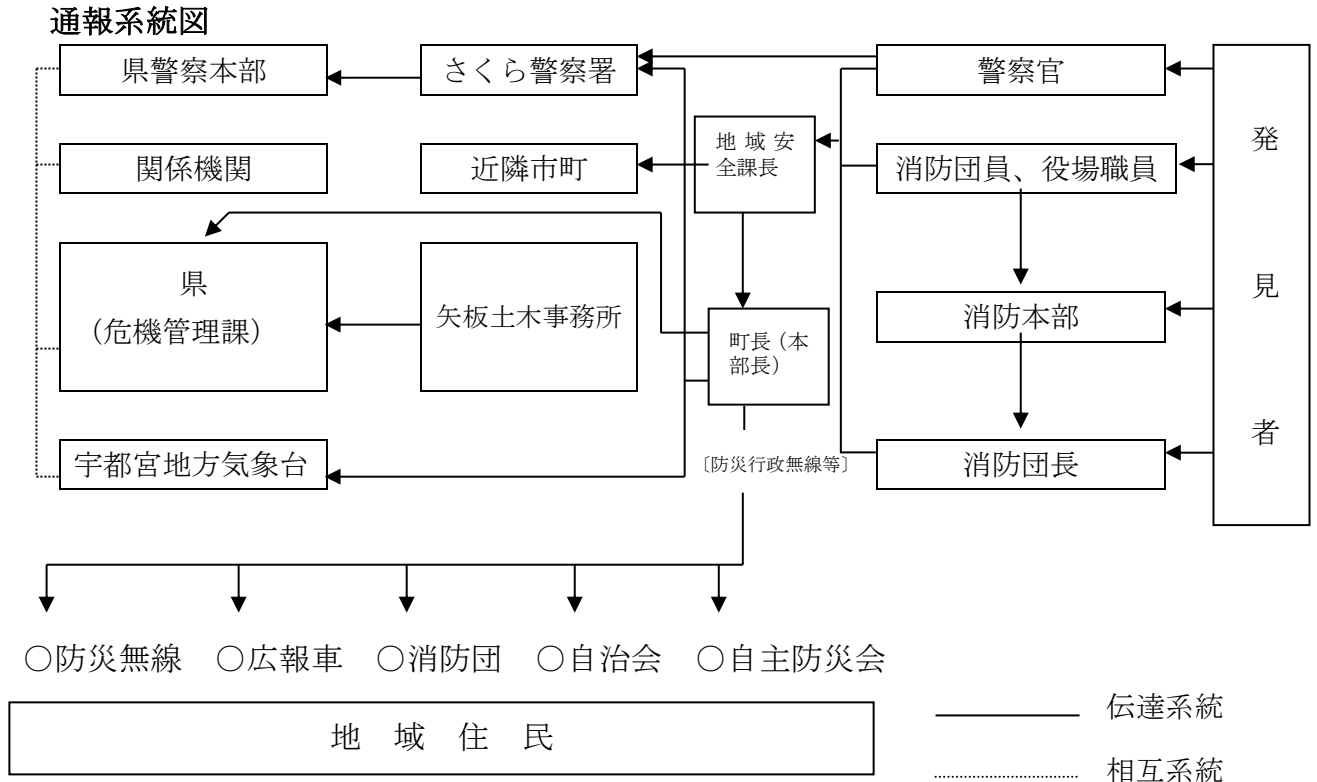 通報系統図
県警察本部
さくら警察署
警察官
発見者
地域安
全課長
関係機関
近隣市町
消防団員、役場職員
県
（危機管理課）
矢板土木事務所
町長（本
部長）
消防本部
宇都宮地方気象台
〔防災行政無線等〕
消防団長
○防災無線 ○広報車 ○消防団 ○自治会 ○自主防災会
地 域 住 民
伝達系統
相互系統